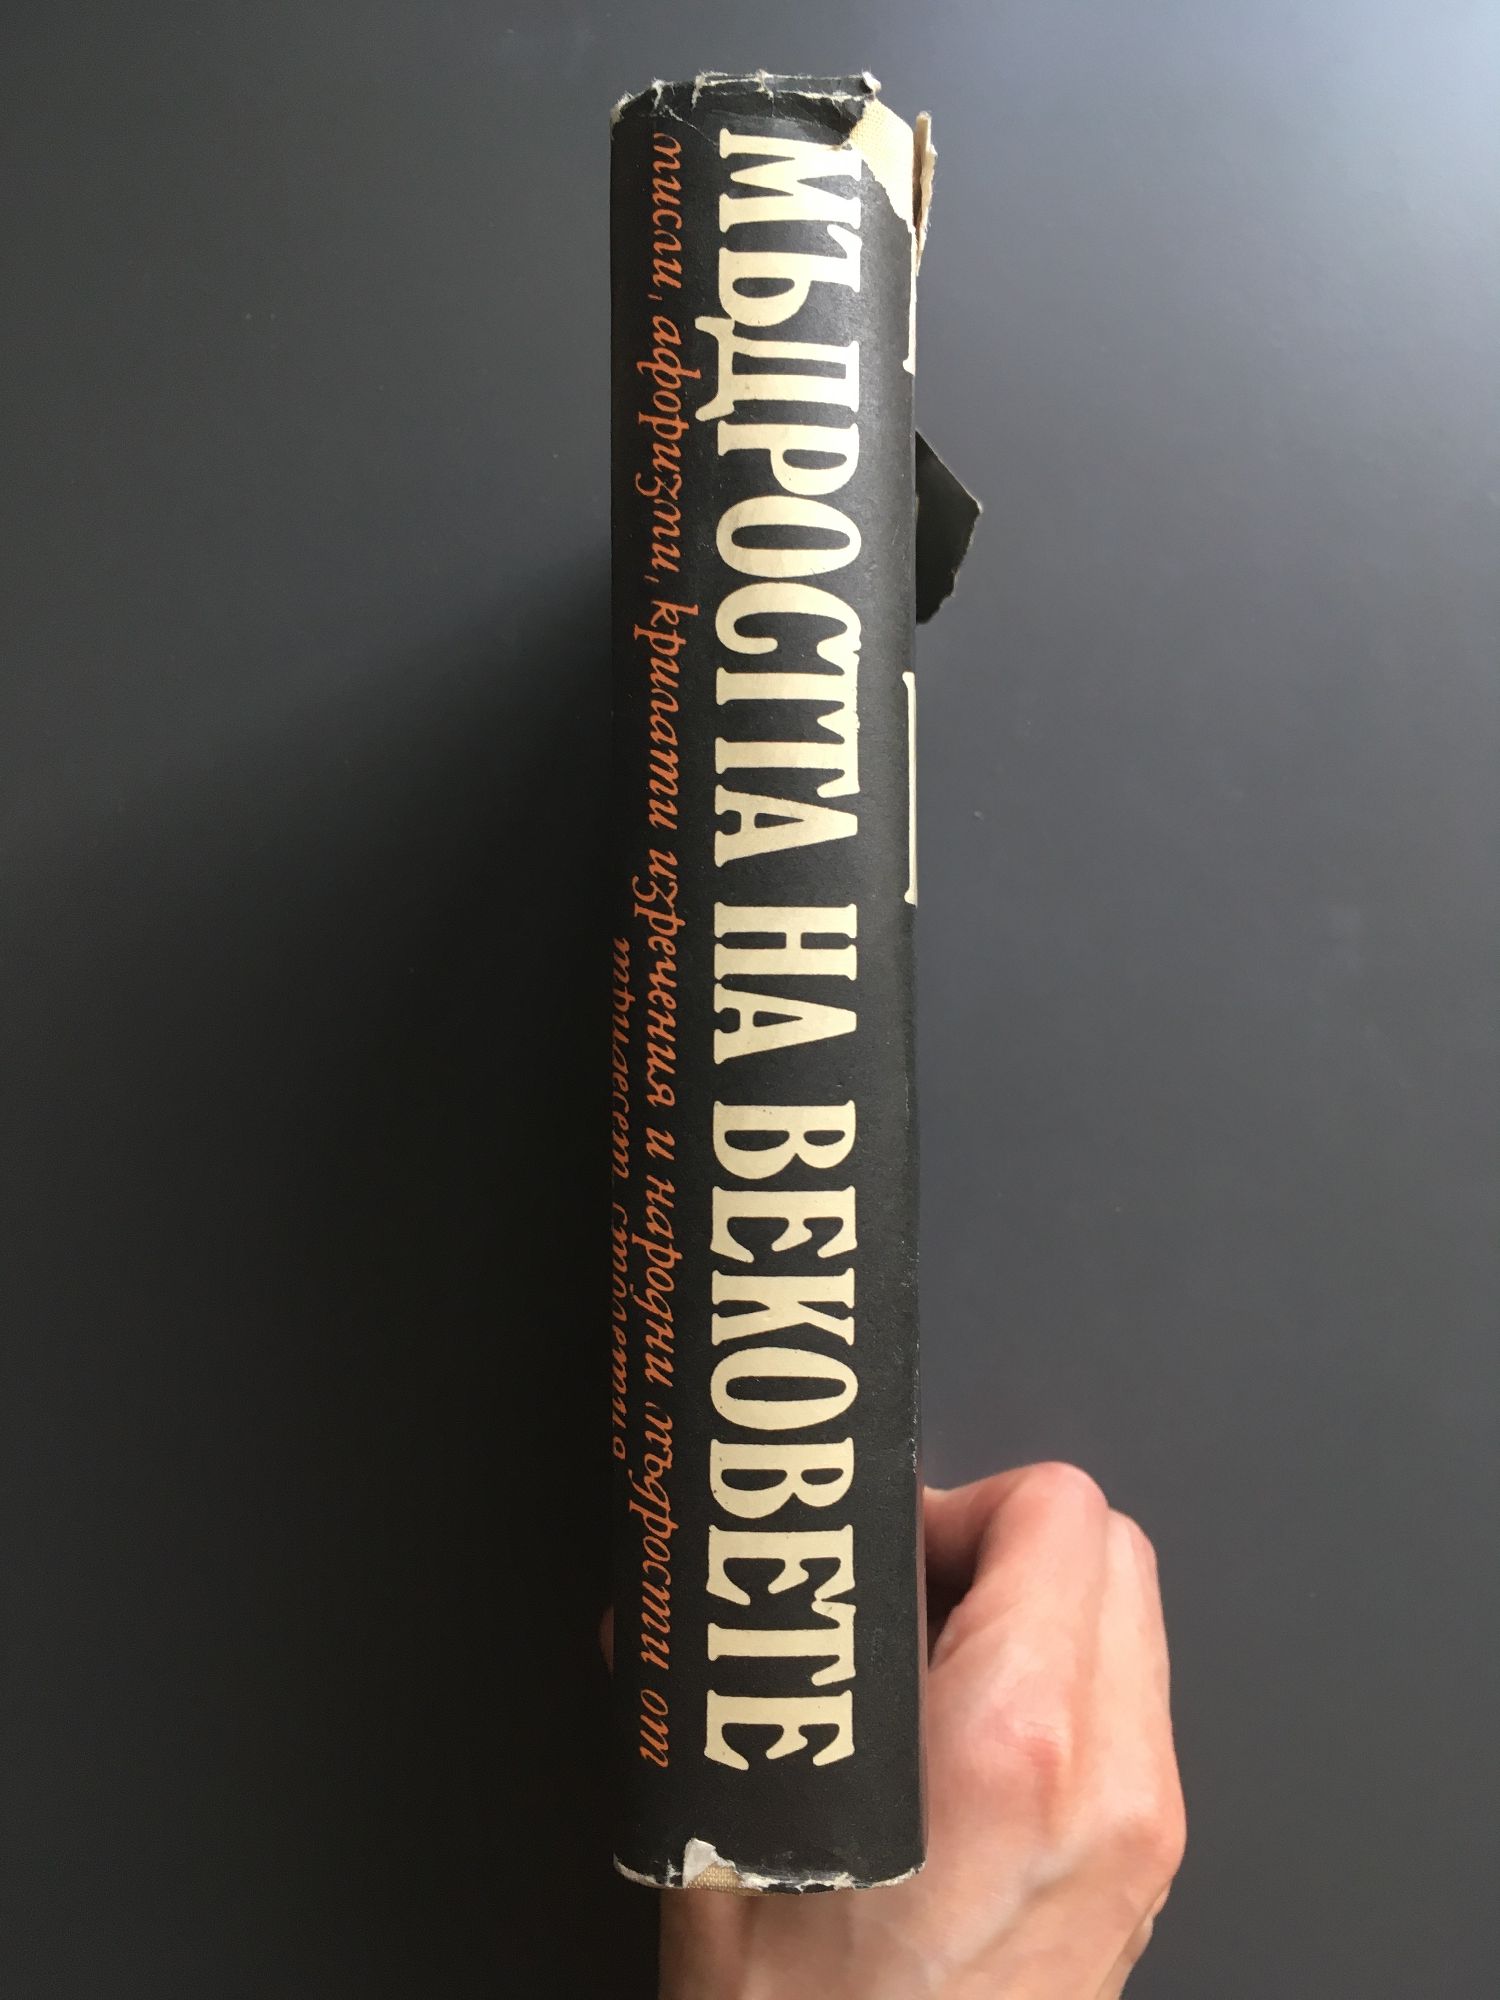 МЪДРОСТТА НА ВЕКОВЕТЕ
мисли, афоризми, крилати изречения и народни мъдрости от